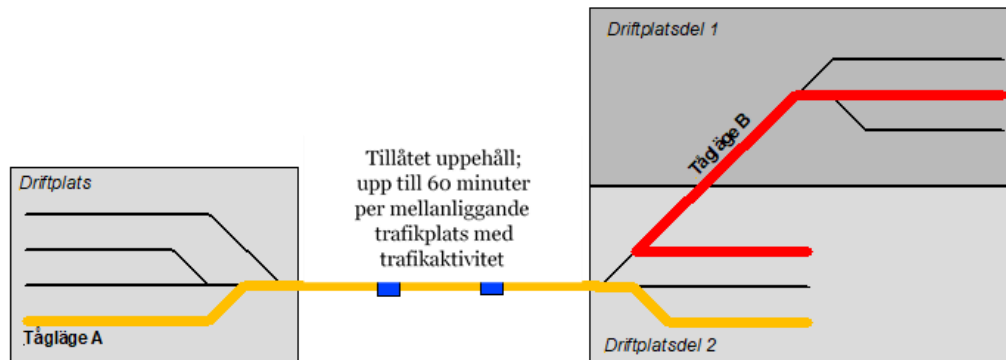 Driftplatsdel 1
Tågläge B
Tillåtet uppehåll;
upp till 60 minuter
per mellanliggande
trafikplats med
trafikaktivitet
Driftplats
Tågläge A
Driftplatsdel 2